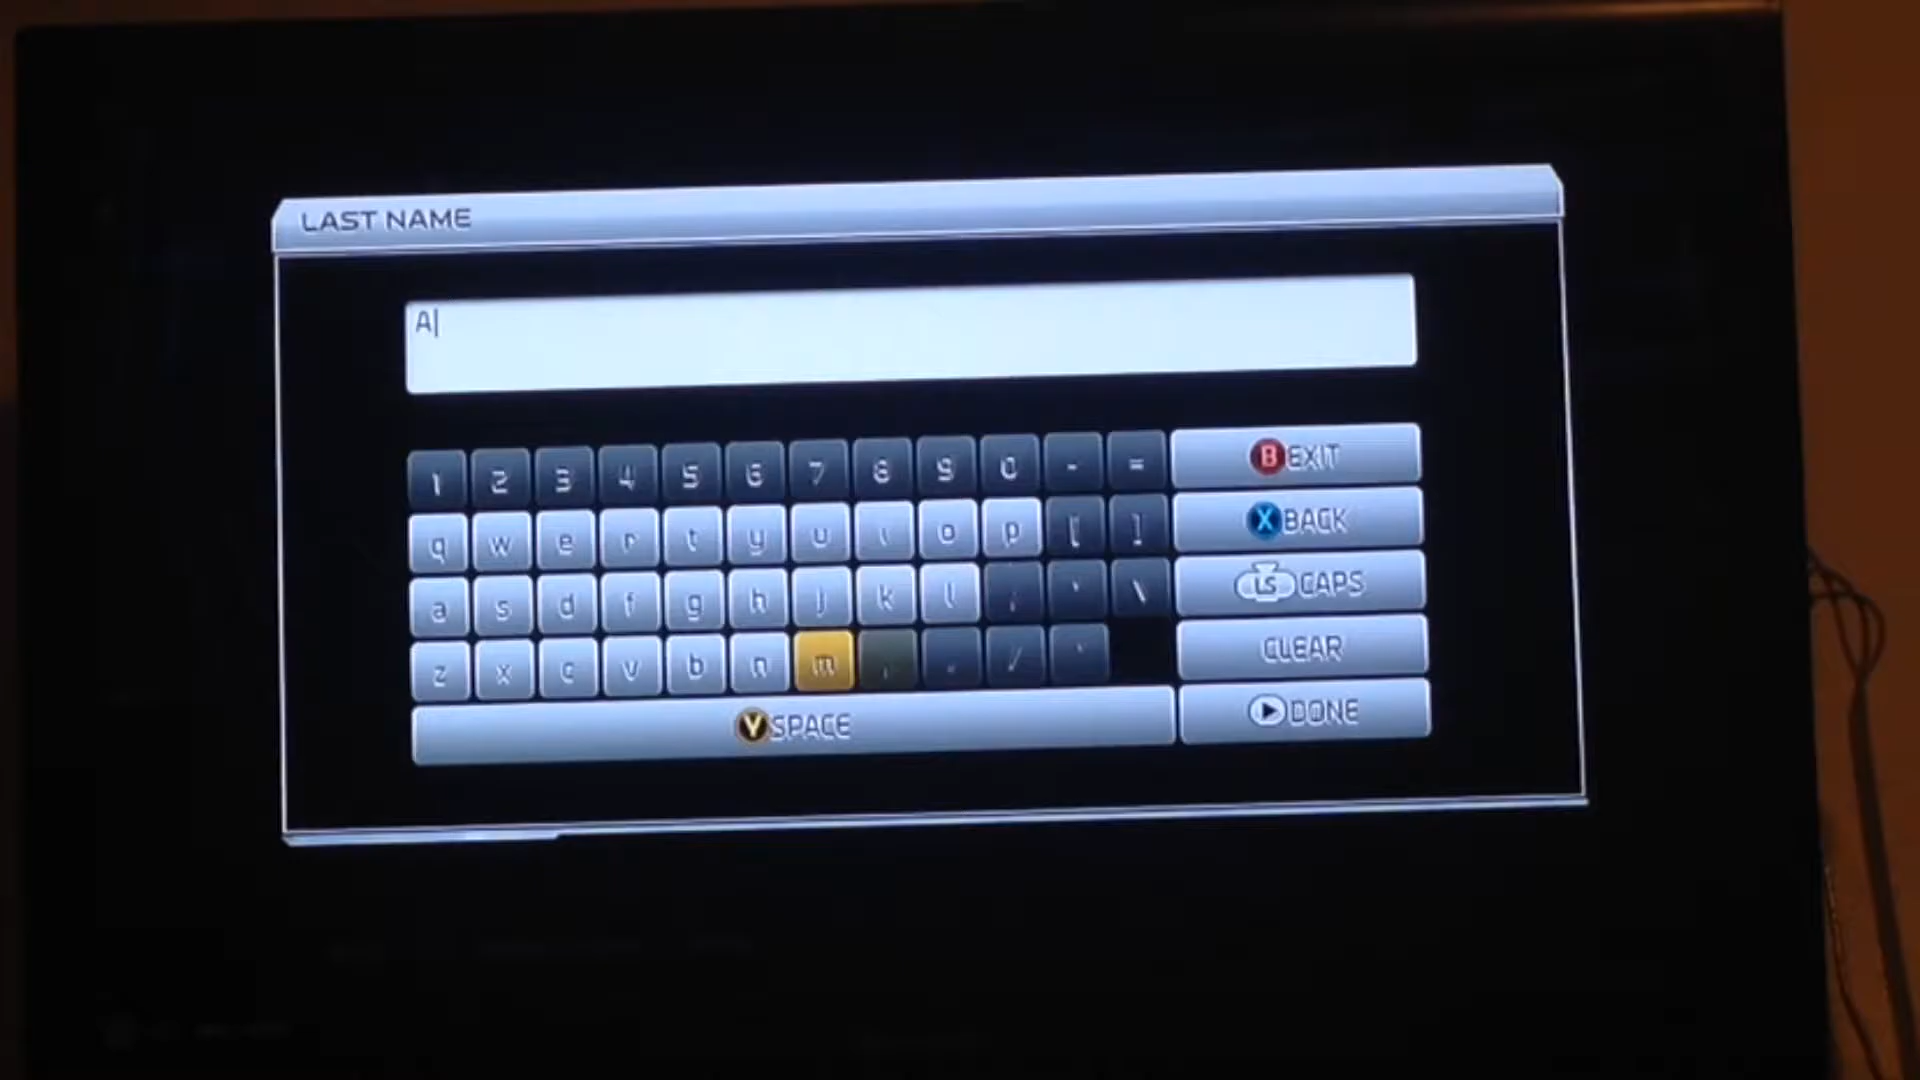 LAST NAME
A
1 2 3 4 5 6 7 8 9 0 - = B EXIT
q w e r t y u i o p [ ] X BACK
a s d f g h j k l ; ' \ LS CAPS
z x c v b n m , . / ` CLEAR
Y SPACE DONE